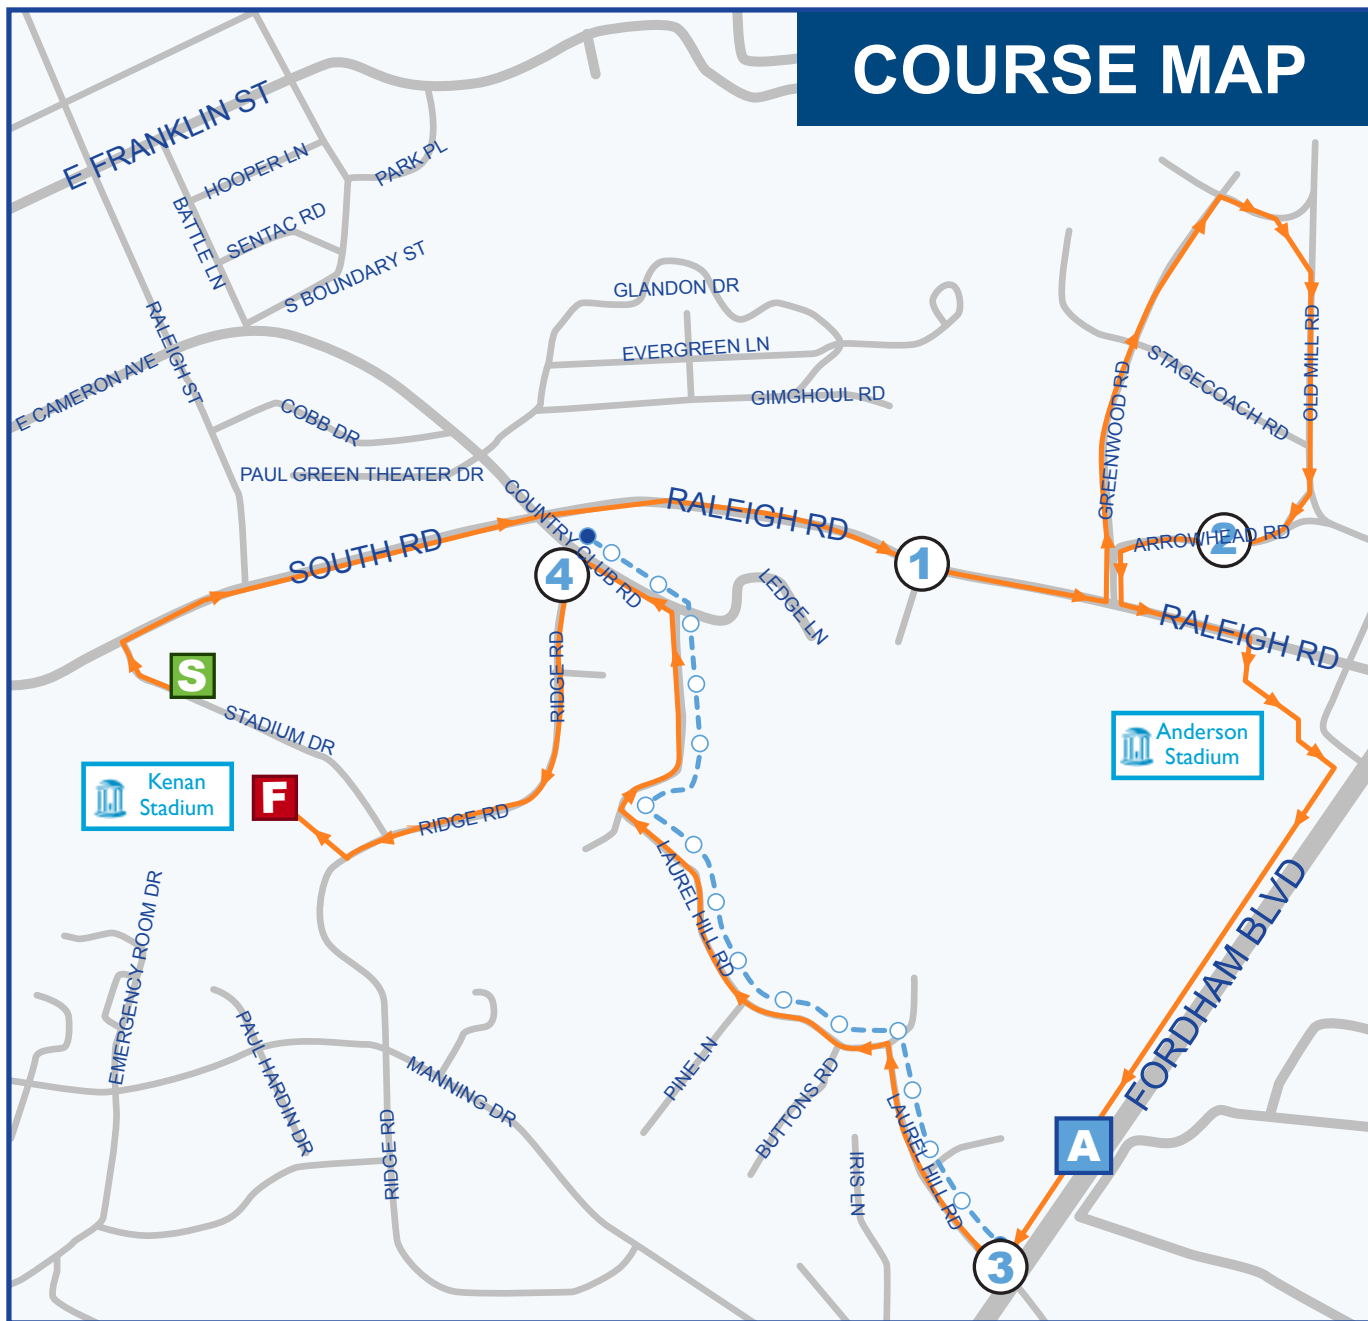 COURSE MAP
E FRANKLIN ST
HOOPER LN
PARK PL
BATTLE LN
SENTAC RD
S BOUNDARY ST
RALEIGH ST
E CAMERON AVE
GLANDON DR
EVERGREEN LN
GIMGHOUL RD
COBB DR
PAUL GREEN THEATER DR
COUNTRY CLUB RD
SOUTH RD
RALEIGH RD
STAGECOACH RD
OLD MILL RD
GREENWOOD RD
ARROWHEAD RD
1
2
4
LEDGE LN
RALEIGH RD
RIDGE RD
S
STADIUM DR
Anderson
Stadium
Kenan
Stadium
F
RIDGE RD
LAUREL HILL RD
FORDHAM BLVD
EMERGENCY ROOM DR
PAUL HARDIN DR
MANNING DR
RIDGE RD
PINE LN
BUTTONS RD
LAUREL HILL RD
IRIS LN
A
3